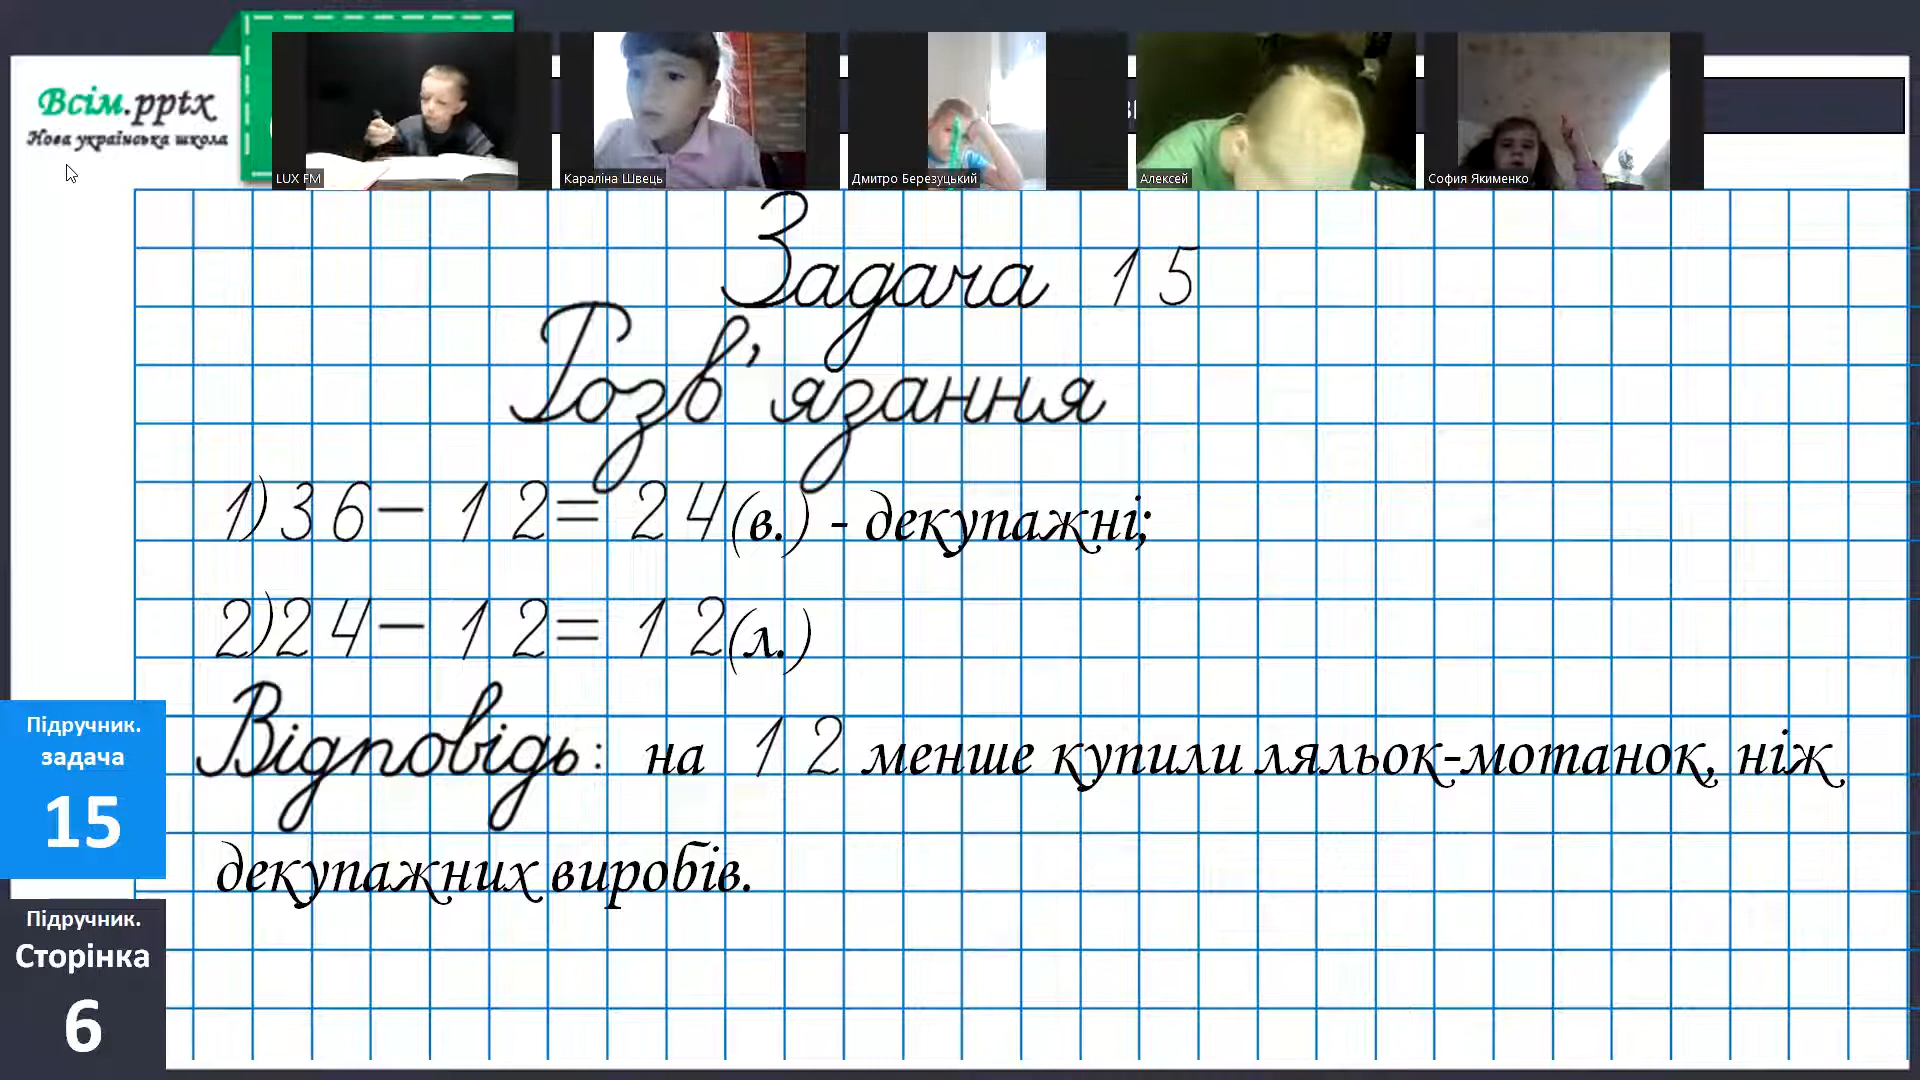 Всім.pptx
Нова українська школа
LUX FM
Караліна Швець
Дмитро Березуцький
Алексей
София Якименко
Задача 15
Розв'язання
1) 36 - 12 = 24 (в.) - декупажні;
2) 24 - 12 = 12 (л.)
Відповідь: на 12 менше купили ляльок-мотанок, ніж
декупажних виробів.
Підручник.
задача
15
Підручник.
Сторінка
6